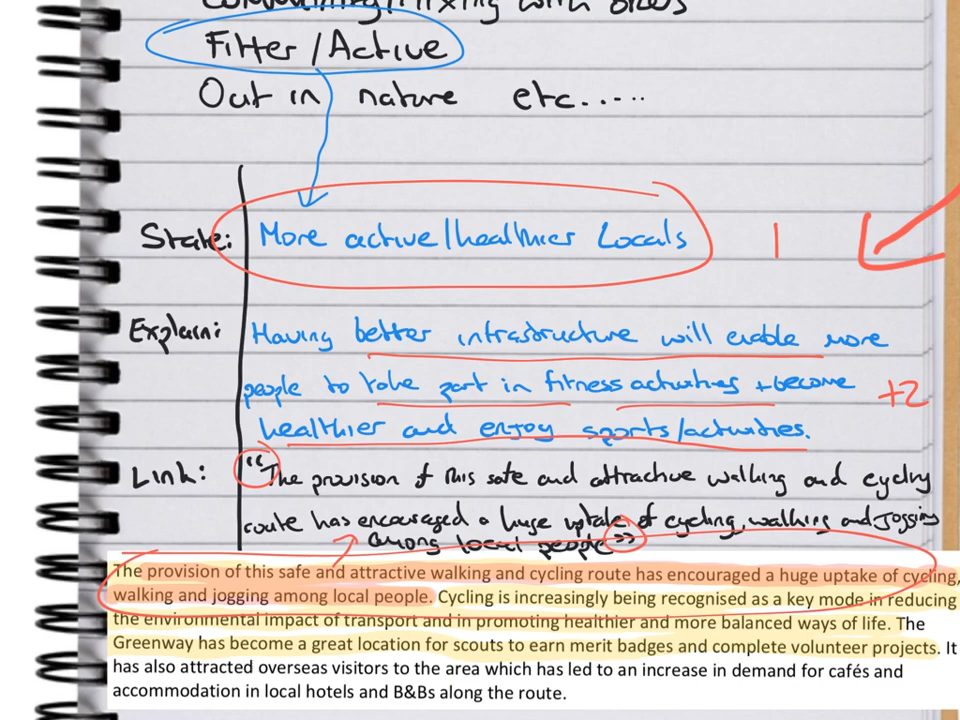 mixing with
Fitter /Active
Out in nature etc.....
State: More active/healthier Locals 1
Explain: Having better infrastructure will enable more
people to take part in fitness activities + become +2
healthier and enjoy sports/activities.
Link: "The provision of this safe and attractive walking and cycling
route has encouraged a huge uptake of cycling, walking and Jogging
among local people"
The provision of this safe and attractive walking and cycling route has encouraged a huge uptake of cycling,
walking and jogging among local people. Cycling is increasingly being recognised as a key mode in reducing
the environmental impact of transport and in promoting healthier and more balanced ways of life. The
Greenway has become a great location for scouts to earn merit badges and complete volunteer projects. It
has also attracted overseas visitors to the area which has led to an increase in demand for cafés and
accommodation in local hotels and B&Bs along the route.